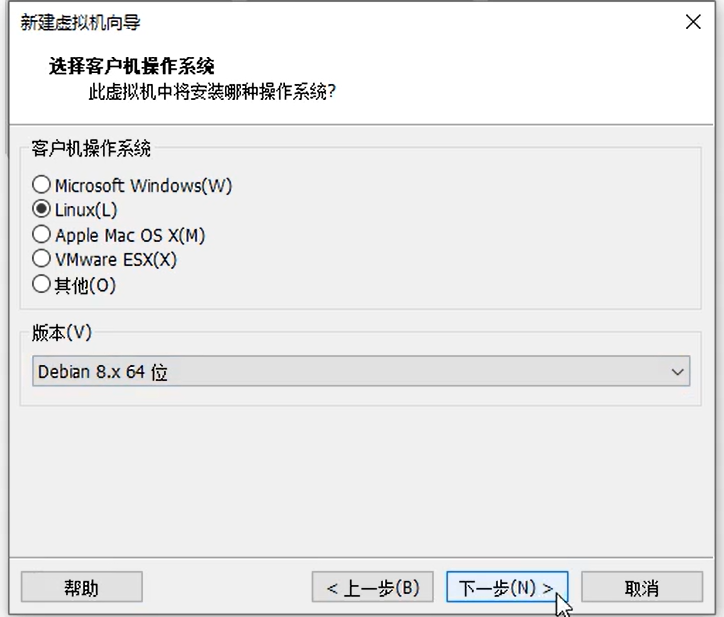 新建虚拟机向导
选择客户机操作系统
此虚拟机中将安装哪种操作系统?
客户机操作系统
Microsoft Windows(W)
Linux(L)
Apple Mac OS X(M)
VMware ESX(X)
其他(O)
版本(V)
Debian 8.x 64 位
帮助
< 上一步(B)
下一步(N) >
取消